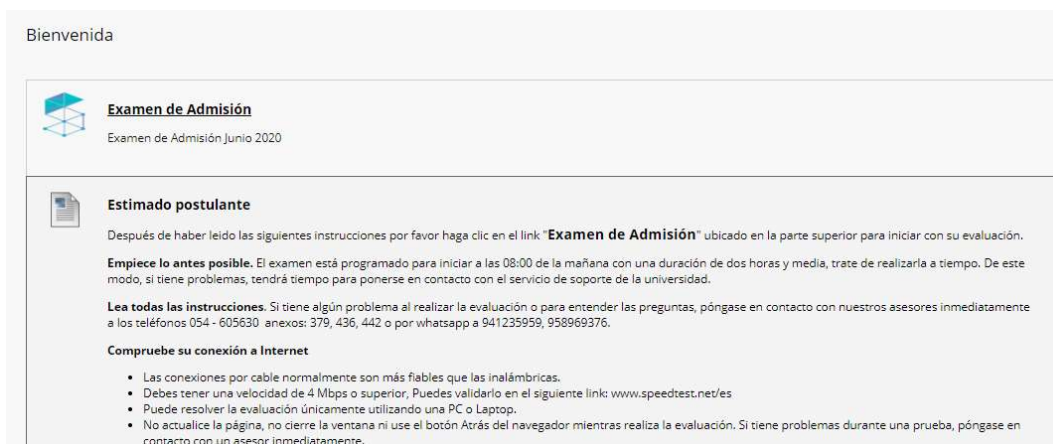 Bienvenida
Examen de Admisión
Examen de Admisión Junio 2020
Estimado postulante
Después de haber leido las siguientes instrucciones por favor haga clic en el link "Examen de Admisión" ubicado en la parte superior para iniciar con su evaluación.
Empiece lo antes posible. El examen está programado para iniciar a las 08:00 de la mañana con una duración de dos horas y media, trate de realizarla a tiempo. De este
modo, si tiene problemas, tendrá tiempo para ponerse en contacto con el servicio de soporte de la universidad.
Lea todas las instrucciones. Si tiene algún problema al realizar la evaluación o para entender las preguntas, póngase en contacto con nuestros asesores inmediatamente
a los teléfonos 054 - 605630 anexos: 379, 436, 442 o por whatsapp a 941235959, 958969376.
Compruebe su conexión a Internet
• Las conexiones por cable normalmente son más fiables que las inalámbricas.
• Debes tener una velocidad de 4 Mbps o superior, Puedes validarlo en el siguiente link: www.speedtest.net/es
• Puede resolver la evaluación únicamente utilizando una PC o Laptop.
• No actualice la página, no cierre la ventana ni use el botón Atrás del navegador mientras realiza la evaluación. Si tiene problemas durante una prueba, póngase en
contacto con un asesor inmediatamente.